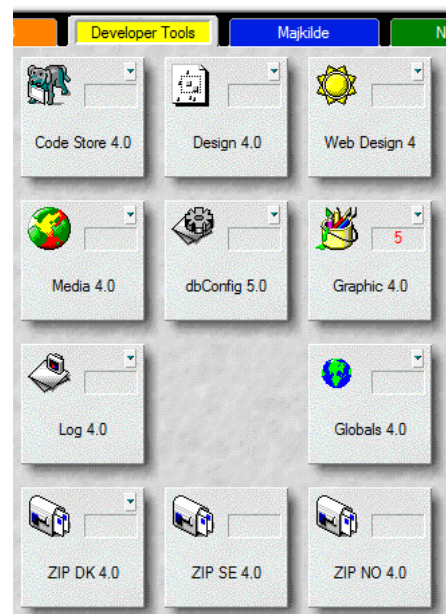 Developer Tools
Majkilde
N
Code Store 4.0
Design 4.0
Web Design 4
5
Media 4.0
dbConfig 5.0
Graphic 4.0
Log 4.0
Globals 4.0
ZIP DK 4.0
ZIP SE 4.0
ZIP NO 4.0